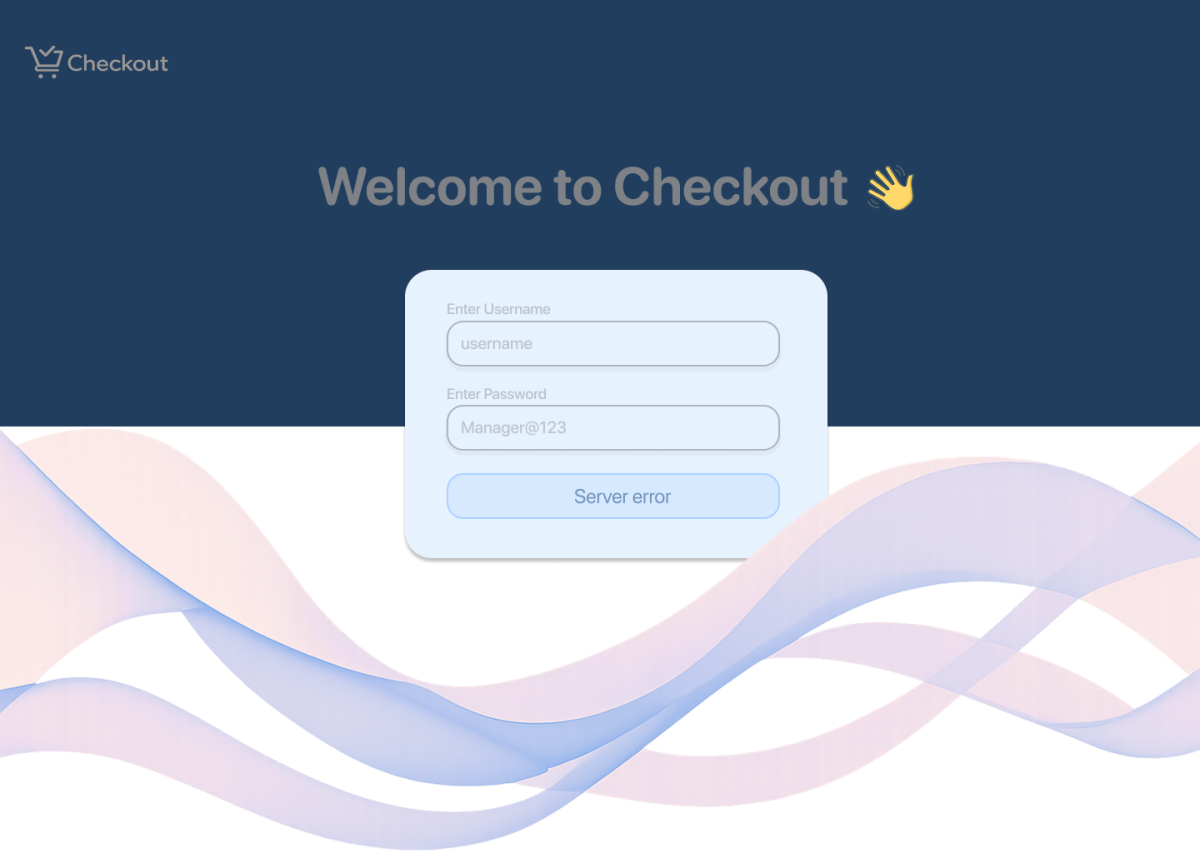 Checkout
Welcome to Checkout 👋
Enter Username
username
Enter Password
Manager@123
Server error